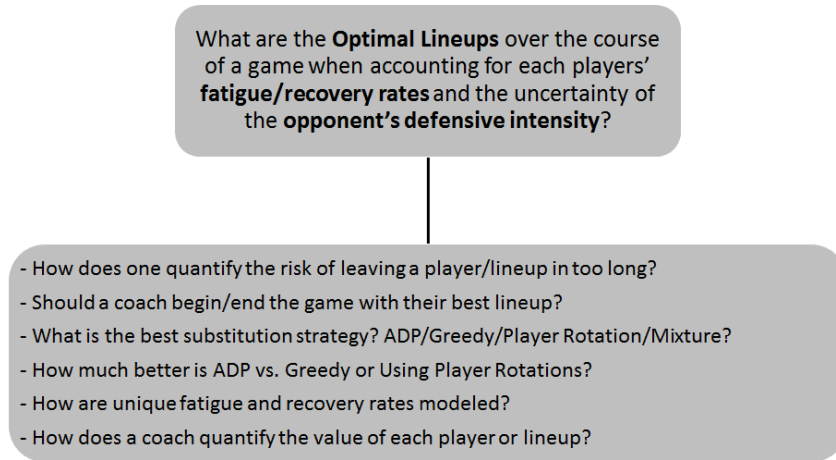 What are the Optimal Lineups over the course
of a game when accounting for each players'
fatigue/recovery rates and the uncertainty of
the opponent's defensive intensity?
- How does one quantify the risk of leaving a player/lineup in too long?
- Should a coach begin/end the game with their best lineup?
- What is the best substitution strategy? ADP/Greedy/Player Rotation/Mixture?
- How much better is ADP vs. Greedy or Using Player Rotations?
- How are unique fatigue and recovery rates modeled?
- How does a coach quantify the value of each player or lineup?